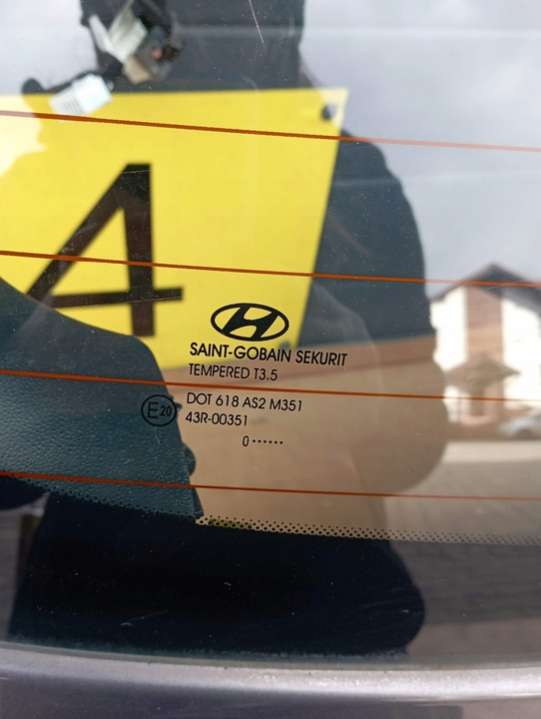 4
SAINT-GOBAIN SEKURIT
TEMPERED T3.5
DOT 618 AS2 M351
E20
43R-00351
0······